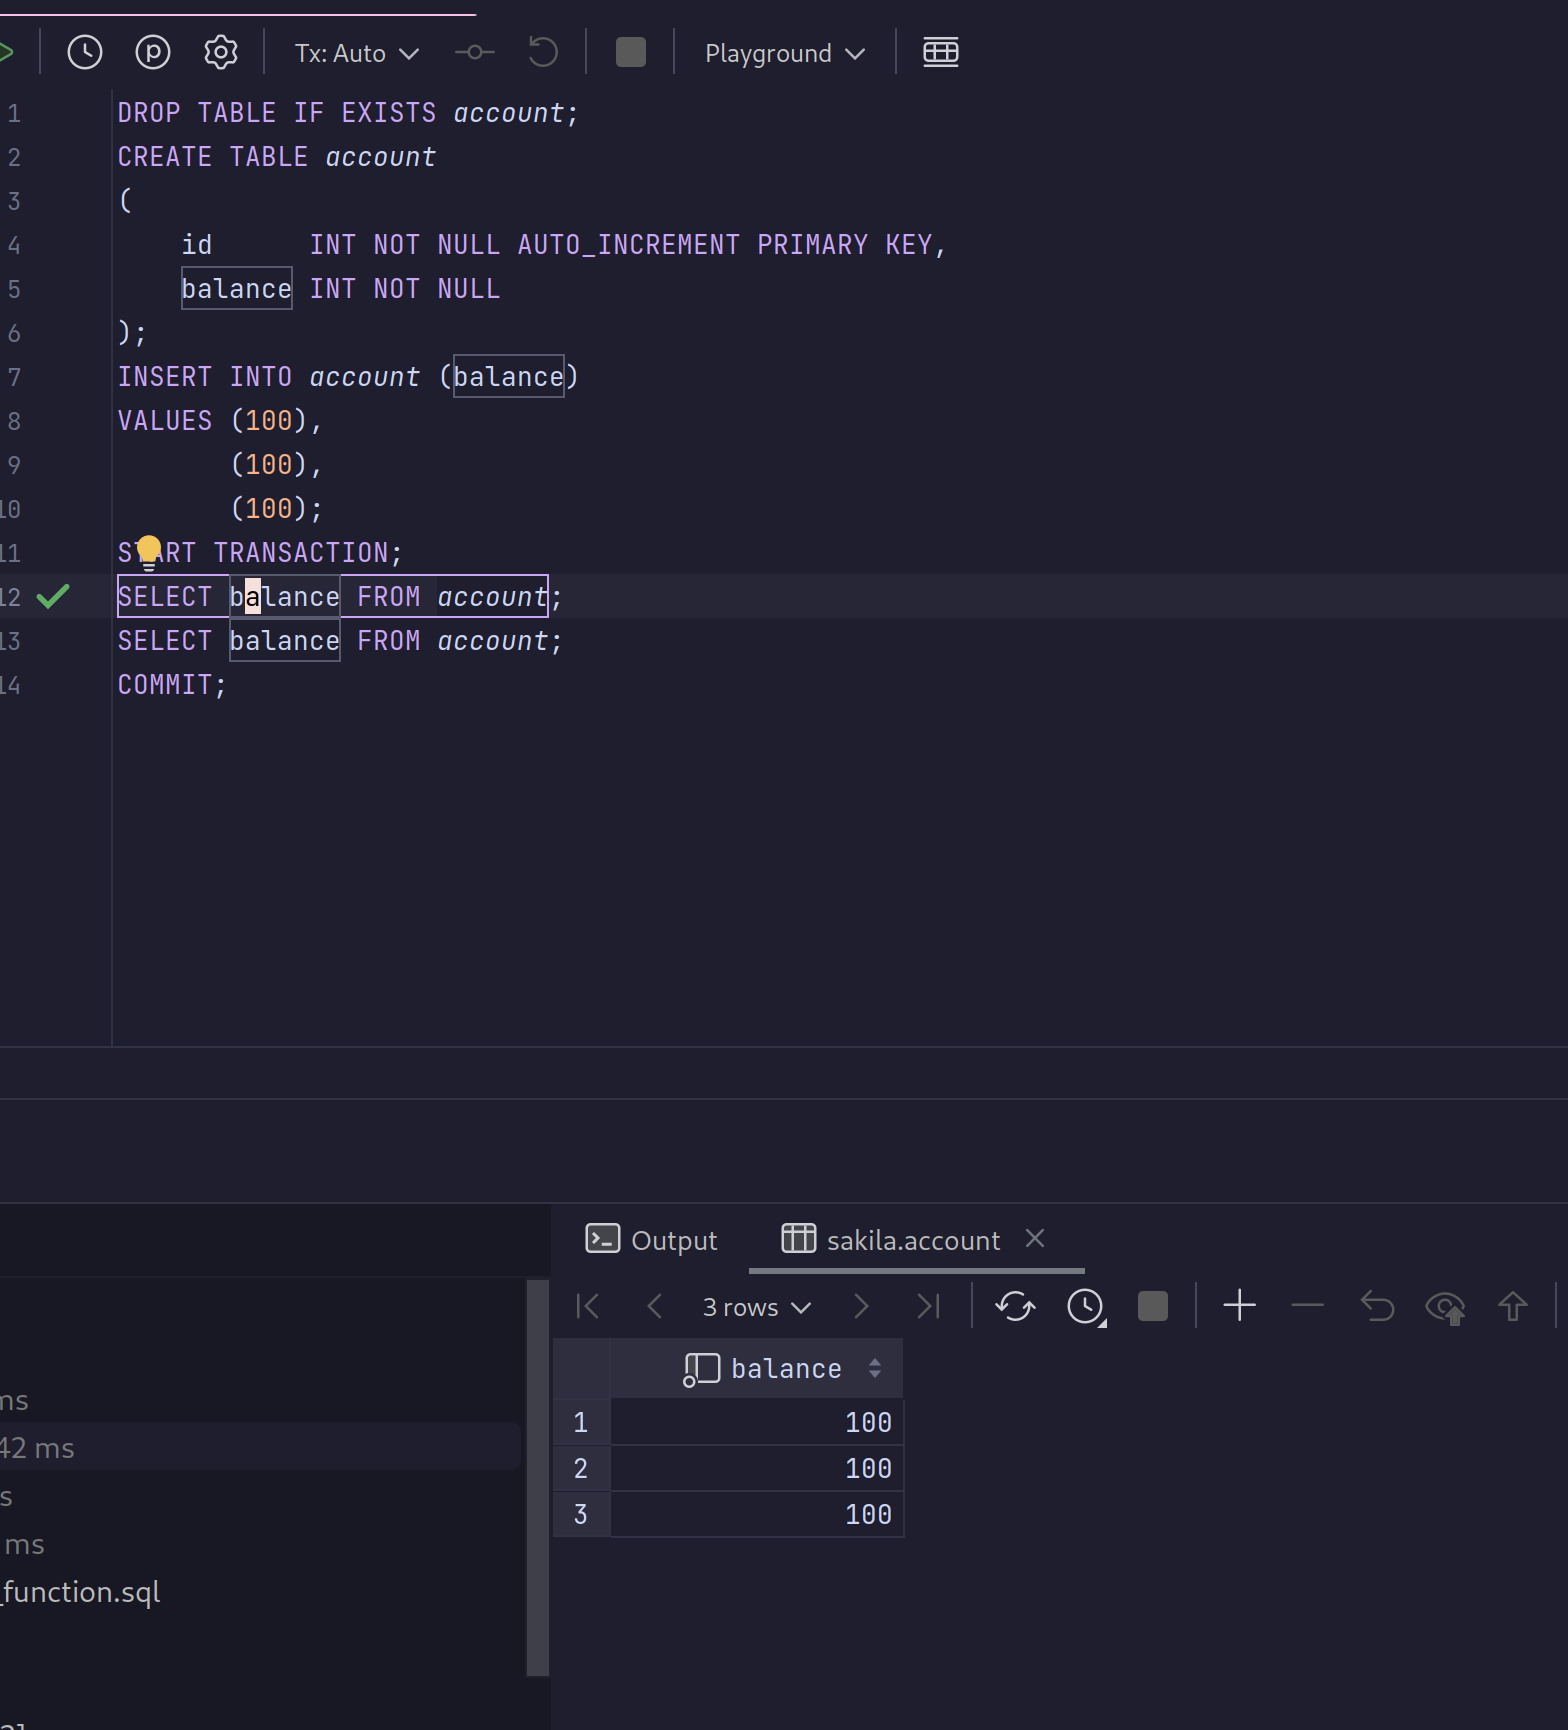 Tx: Auto Playground
1 DROP TABLE IF EXISTS account;
2 CREATE TABLE account
3 (
4 id INT NOT NULL AUTO_INCREMENT PRIMARY KEY,
5 balance INT NOT NULL
6 );
7 INSERT INTO account (balance)
8 VALUES (100),
9 (100),
10 (100);
11 START TRANSACTION;
12 SELECT balance FROM account;
13 SELECT balance FROM account;
14 COMMIT;
Output sakila.account
3 rows
balance
ms
1 100
42 ms
2 100
s
3 100
ms
_function.sql